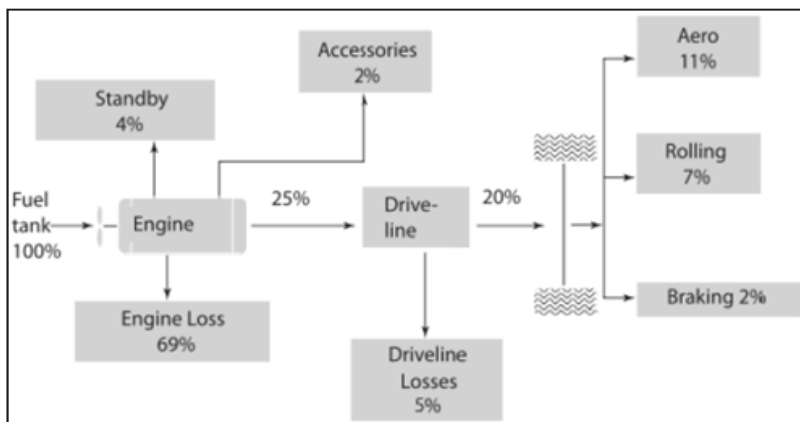 Accessories
2%
Aero
11%
Standby
4%
Rolling
7%
Fuel
tank
100%
Engine
25%
Drive-
line
20%
Braking 2%
Engine Loss
69%
Driveline
Losses
5%